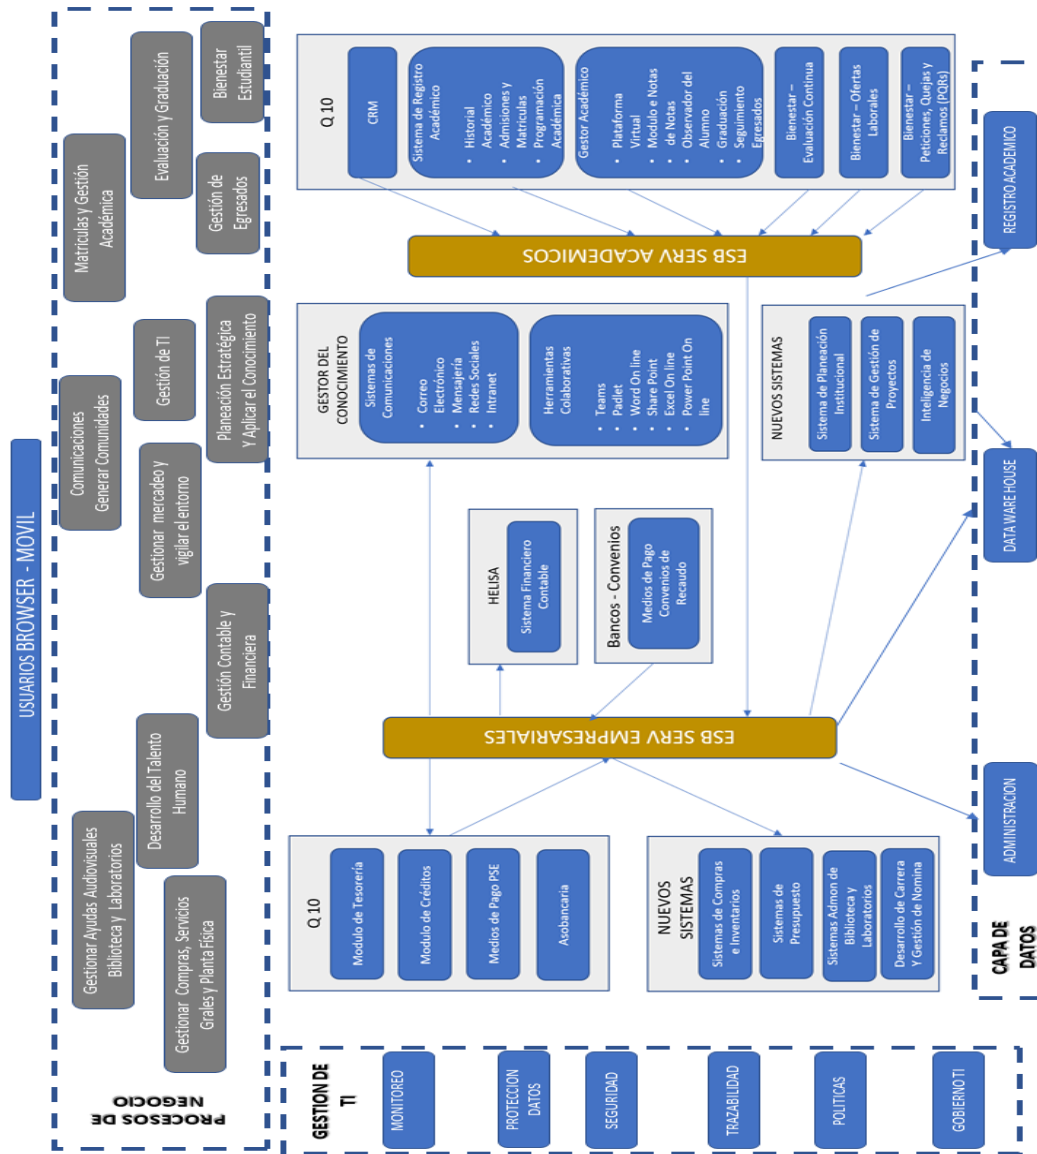 USUARIOS BROWSER - MOVIL
PROCESOS DE
NEGOCIO
Gestionar Ayudas Audiovisuales
Biblioteca y Laboratorios
Gestionar Compras, Servicios
Grales y Planta Física
Desarrollo del Talento
Humano
Gestión Contable y
Financiera
Comunicaciones
Generar Comunidades
Gestionar mercadeo y
vigilar el entorno
Gestión de TI
Planeación Estratégica
Y Aplicar el Conocimiento
Matriculas y Gestión
Académica
Evaluación y Graduación
Gestión de
Egresados
Bienestar
Estudiantil
GESTION DE
TI
MONITOREO
PROTECCION
DATOS
SEGURIDAD
TRAZABILIDAD
POLITICAS
GOBIERNO TI
Q 10
Modulo de Tesorería
Modulo de Créditos
Medios de Pago PSE
Asobancaria
NUEVOS
SISTEMAS
Sistemas de Compras
e Inventarios
Sistemas de
Presupuesto
Sistemas Admon de
Biblioteca y
Laboratorios
Desarrollo de Carrera
Y Gestión de Nomina
ESB SERV EMPRESARIALES
HELISA
Sistema Financiero
Contable
Bancos - Convenios
Medios de Pago
Convenios de
Recaudo
GESTOR DEL
CONOCIMIENTO
Sistemas de
Comunicaciones
• Correo
Electrónico
• Mensajería
• Redes Sociales
• Intranet
Herramientas
Colaborativas
• Teams
• Padlet
• Word On line
• Share Point
• Excel On line
• Power Point On
line
NUEVOS SISTEMAS
Sistema de Planeación
Institucional
Sistema de Gestión de
Proyectos
Inteligencia de
Negocios
ESB SERV ACADEMICOS
Q 10
CRM
Sistema de Registro
Académico
• Historial
Académico
• Admisiones y
Matrículas
• Programación
Académica
Gestor Académico
• Plataforma
Virtual
• Modulo e Notas
• de Notas
• Observador del
Alumno
• Graduación
• Seguimiento
Egresados
Bienestar –
Evaluación Continua
Bienestar – Ofertas
Laborales
Bienestar –
Peticiones, Quejas y
Reclamos (PQRs)
CAPA DE
DATOS
ADMINISTRACION
DATA WARE HOUSE
REGISTRO ACADEMICO